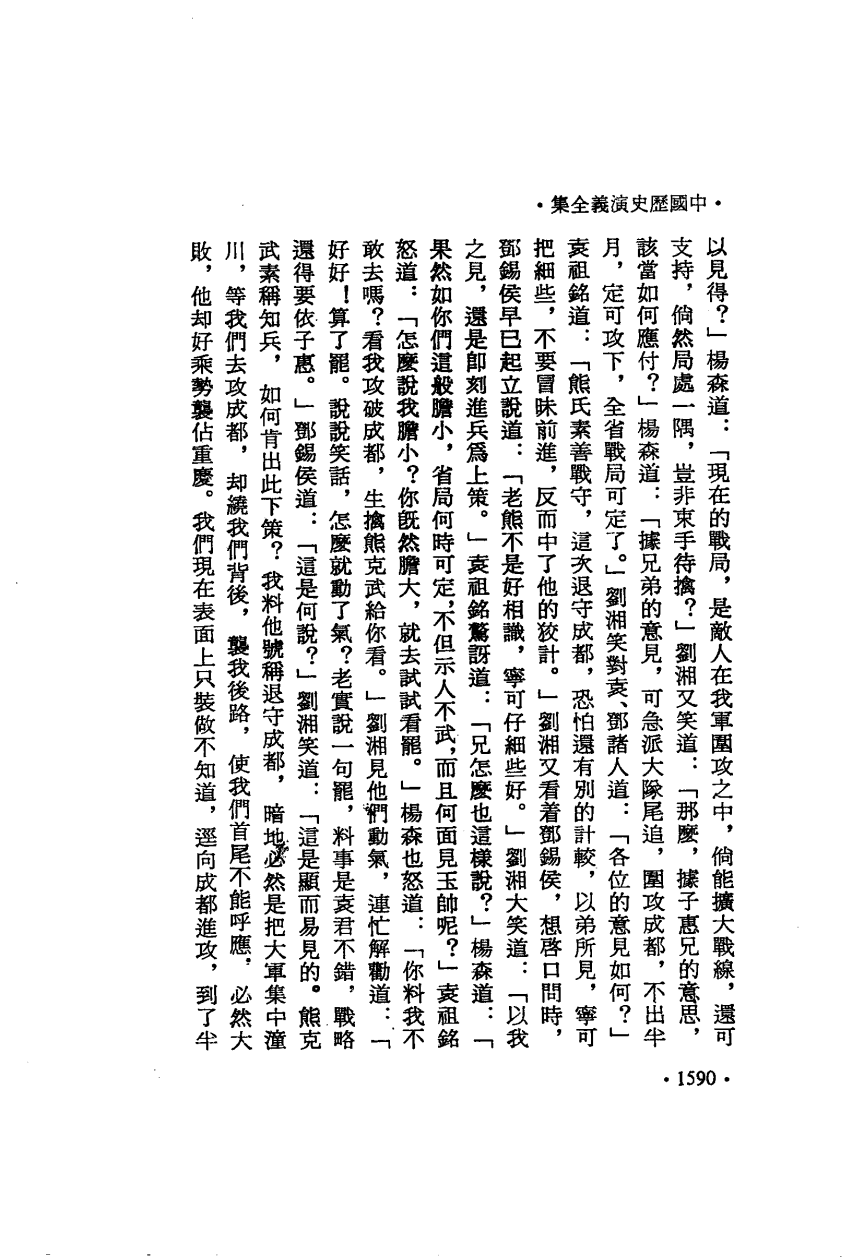 ·中國歷史演義全集·
以見得？」楊森道：「現在的戰局，是敵人在我軍圍攻之中，倘能擴大戰線，還可
支持，倘然局處一隅，豈非束手待擒？」劉湘又笑道：「那麼，據子惠兄的意思，
該當如何應付？」楊森道：「據兄弟的意見，可急派大隊尾追，圍攻成都，不出半
月，定可攻下，全省戰局可定了。」劉湘笑對袁、鄧諸人道：「各位的意見如何？」
袁祖銘道：「熊氏素善戰守，這次退守成都，恐怕還有別的計較，以弟所見，寧可
把細些，不要冒昧前進，反而中了他的狡計。」劉湘又看着鄧錫侯，想啓口問時，
鄧錫侯早已起立說道：「老熊不是好相識，寧可仔細些好。」劉湘大笑道：「以我
之見，還是卽刻進兵爲上策。」袁祖銘驚訝道：「兄怎麼也這樣說？」楊森道：「
果然如你們這般膽小，省局何時可定，不但示人不武，而且何面見玉帥呢？」袁祖銘
怒道：「怎麼說我膽小？你旣然膽大，就去試試看罷。」楊森也怒道：「你料我不
敢去嗎？看我攻破成都，生擒熊克武給你看。」劉湘見他們動氣，連忙解勸道：「
好好！算了罷。說說笑話，怎麼就動了氣？老實說一句罷，料事是袁君不錯，戰略
還得要依子惠。」鄧錫侯道：「這是何說？」劉湘笑道：「這是顯而易見的。熊克
武素稱知兵，如何肯出此下策？我料他號稱退守成都，暗地必然是把大軍集中潼
川，等我們去攻成都，却繞我們背後，襲我後路，使我們首尾不能呼應，必然大
敗，他却好乘勢襲佔重慶。我們現在表面上只裝做不知道，逕向成都進攻，到了半
·1590·